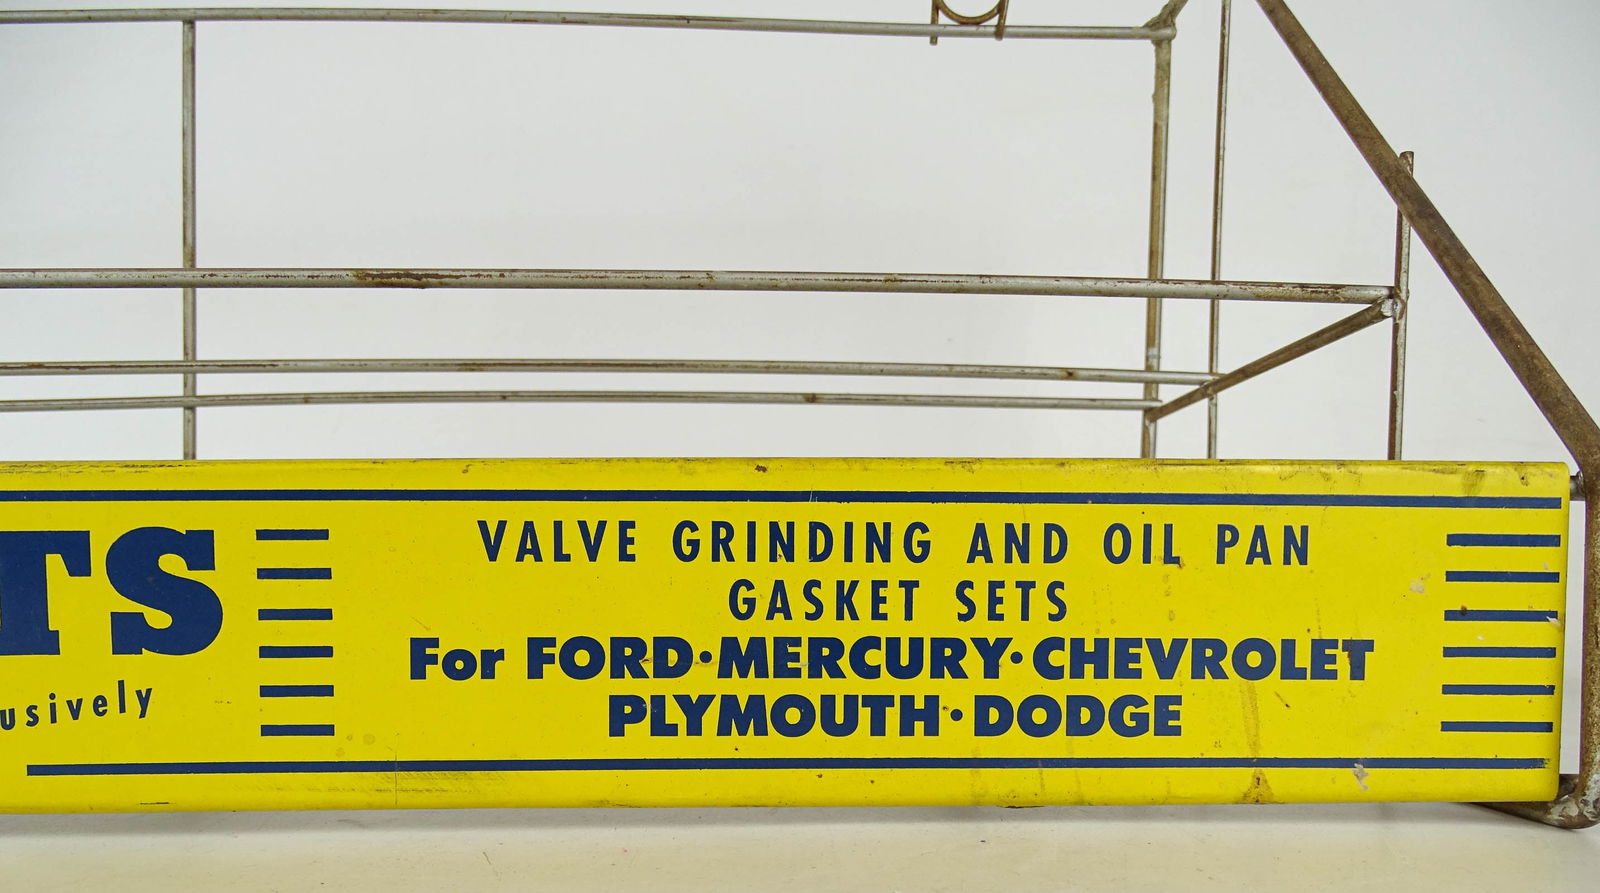 TS
usively
VALVE GRINDING AND OIL PAN
GASKET SETS
For FORD·MERCURY·CHEVROLET
PLYMOUTH·DODGE